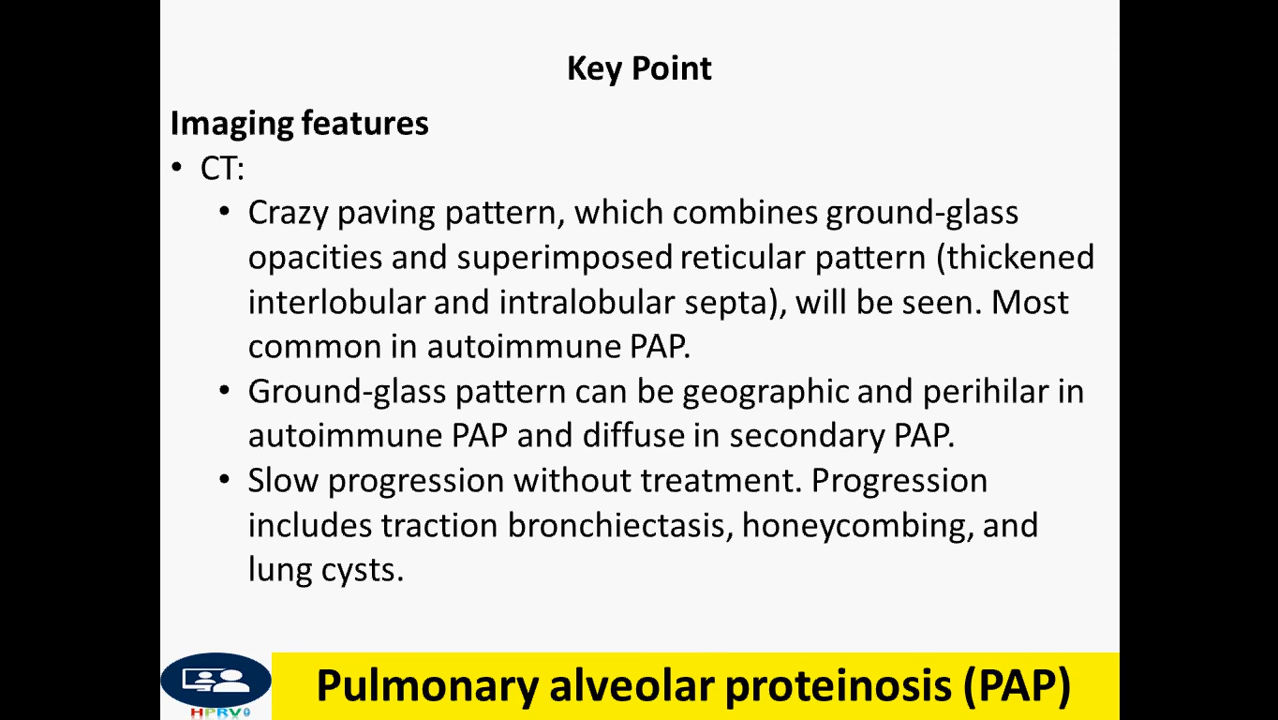 Key Point
Imaging features
• CT:
• Crazy paving pattern, which combines ground-glass
opacities and superimposed reticular pattern (thickened
interlobular and intralobular septa), will be seen. Most
common in autoimmune PAP.
• Ground-glass pattern can be geographic and perihilar in
autoimmune PAP and diffuse in secondary PAP.
• Slow progression without treatment. Progression
includes traction bronchiectasis, honeycombing, and
lung cysts.
Pulmonary alveolar proteinosis (PAP)